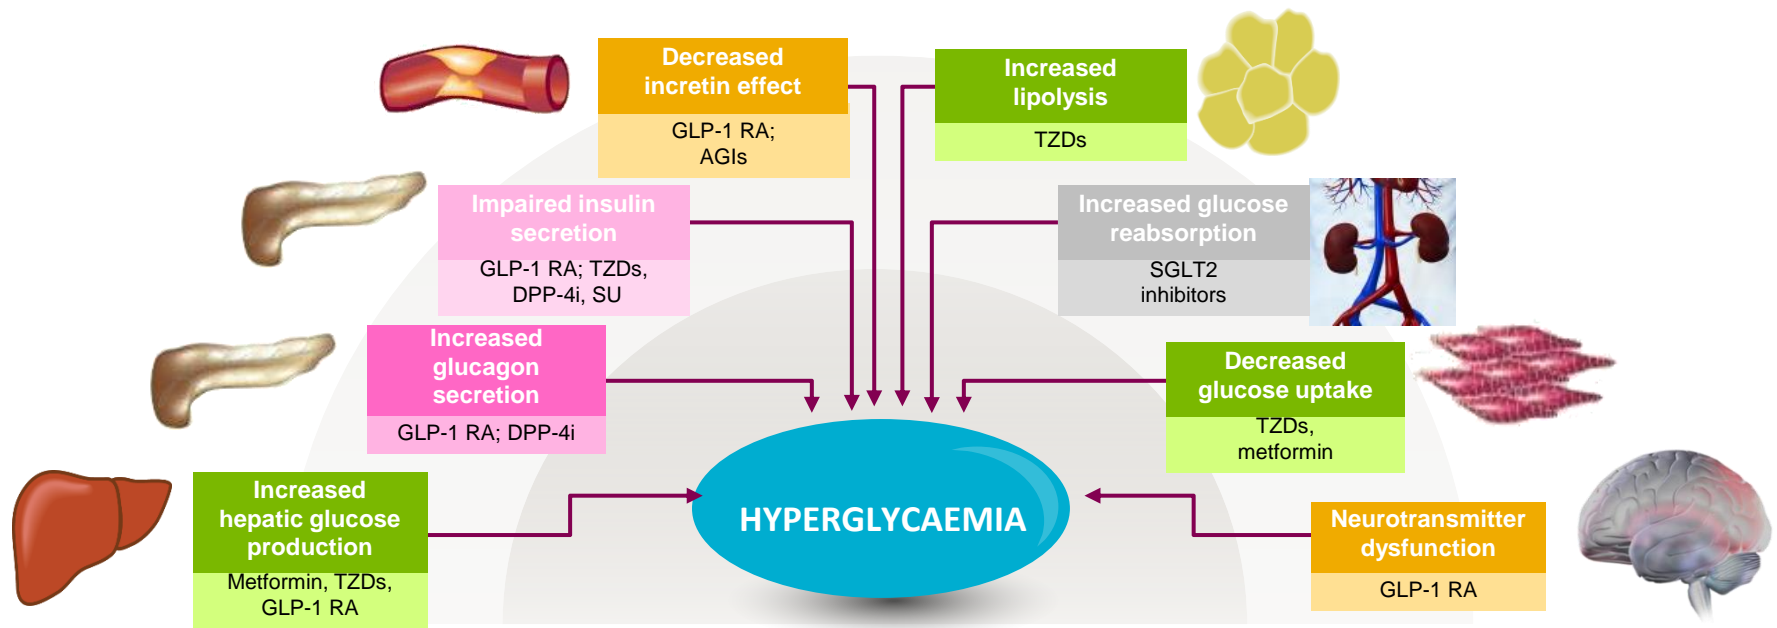 Decreased
incretin effect
GLP-1 RA;
AGIs
Increased
lipolysis
TZDs
Impaired insulin
secretion
GLP-1 RA; TZDs,
DPP-4i, SU
Increased glucose
reabsorption
SGLT2
inhibitors
Increased
glucagon
secretion
GLP-1 RA; DPP-4i
Decreased
glucose uptake
TZDs,
metformin
Increased
hepatic glucose
production
Metformin, TZDs,
GLP-1 RA
HYPERGLYCAEMIA
Neurotransmitter
dysfunction
GLP-1 RA